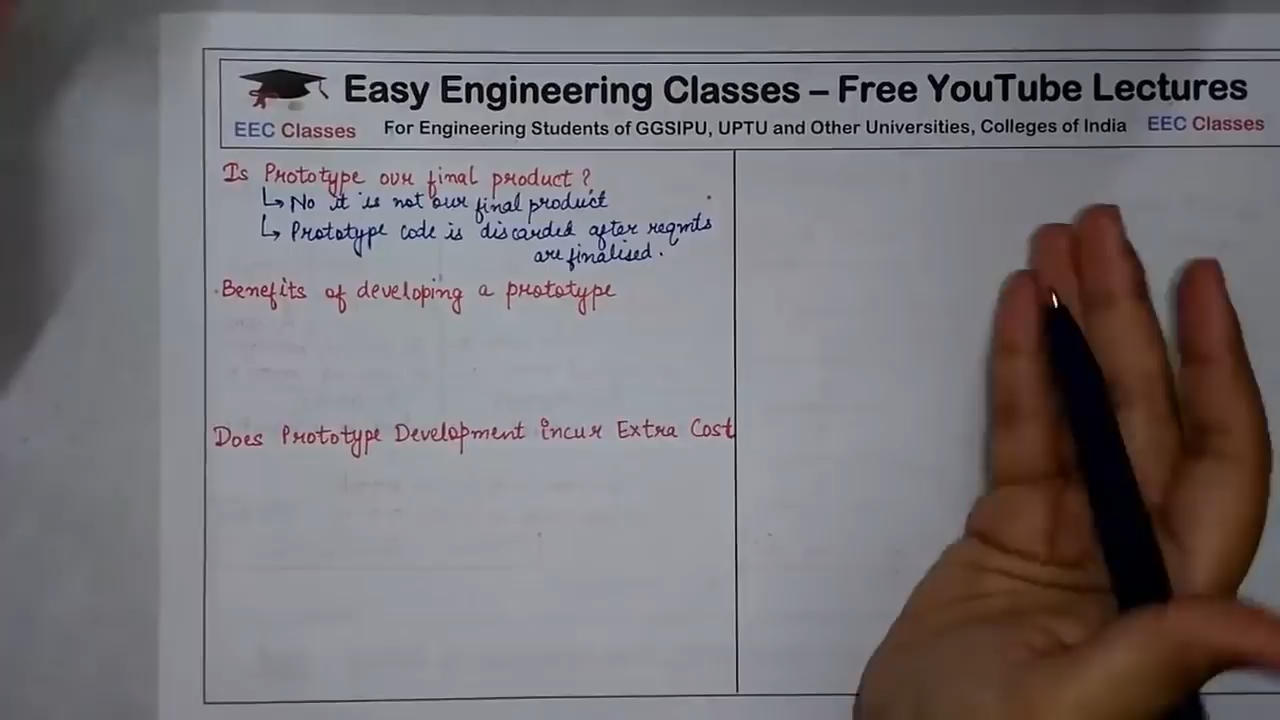 Easy Engineering Classes – Free YouTube Lectures
EEC Classes For Engineering Students of GGSIPU, UPTU and Other Universities, Colleges of India EEC Classes
Is Prototype our final product?
↳ No it is not our final product
↳ Prototype code is discarded after reqmts
are finalised.
Benefits of developing a prototype
Does Prototype Development incur Extra Cost